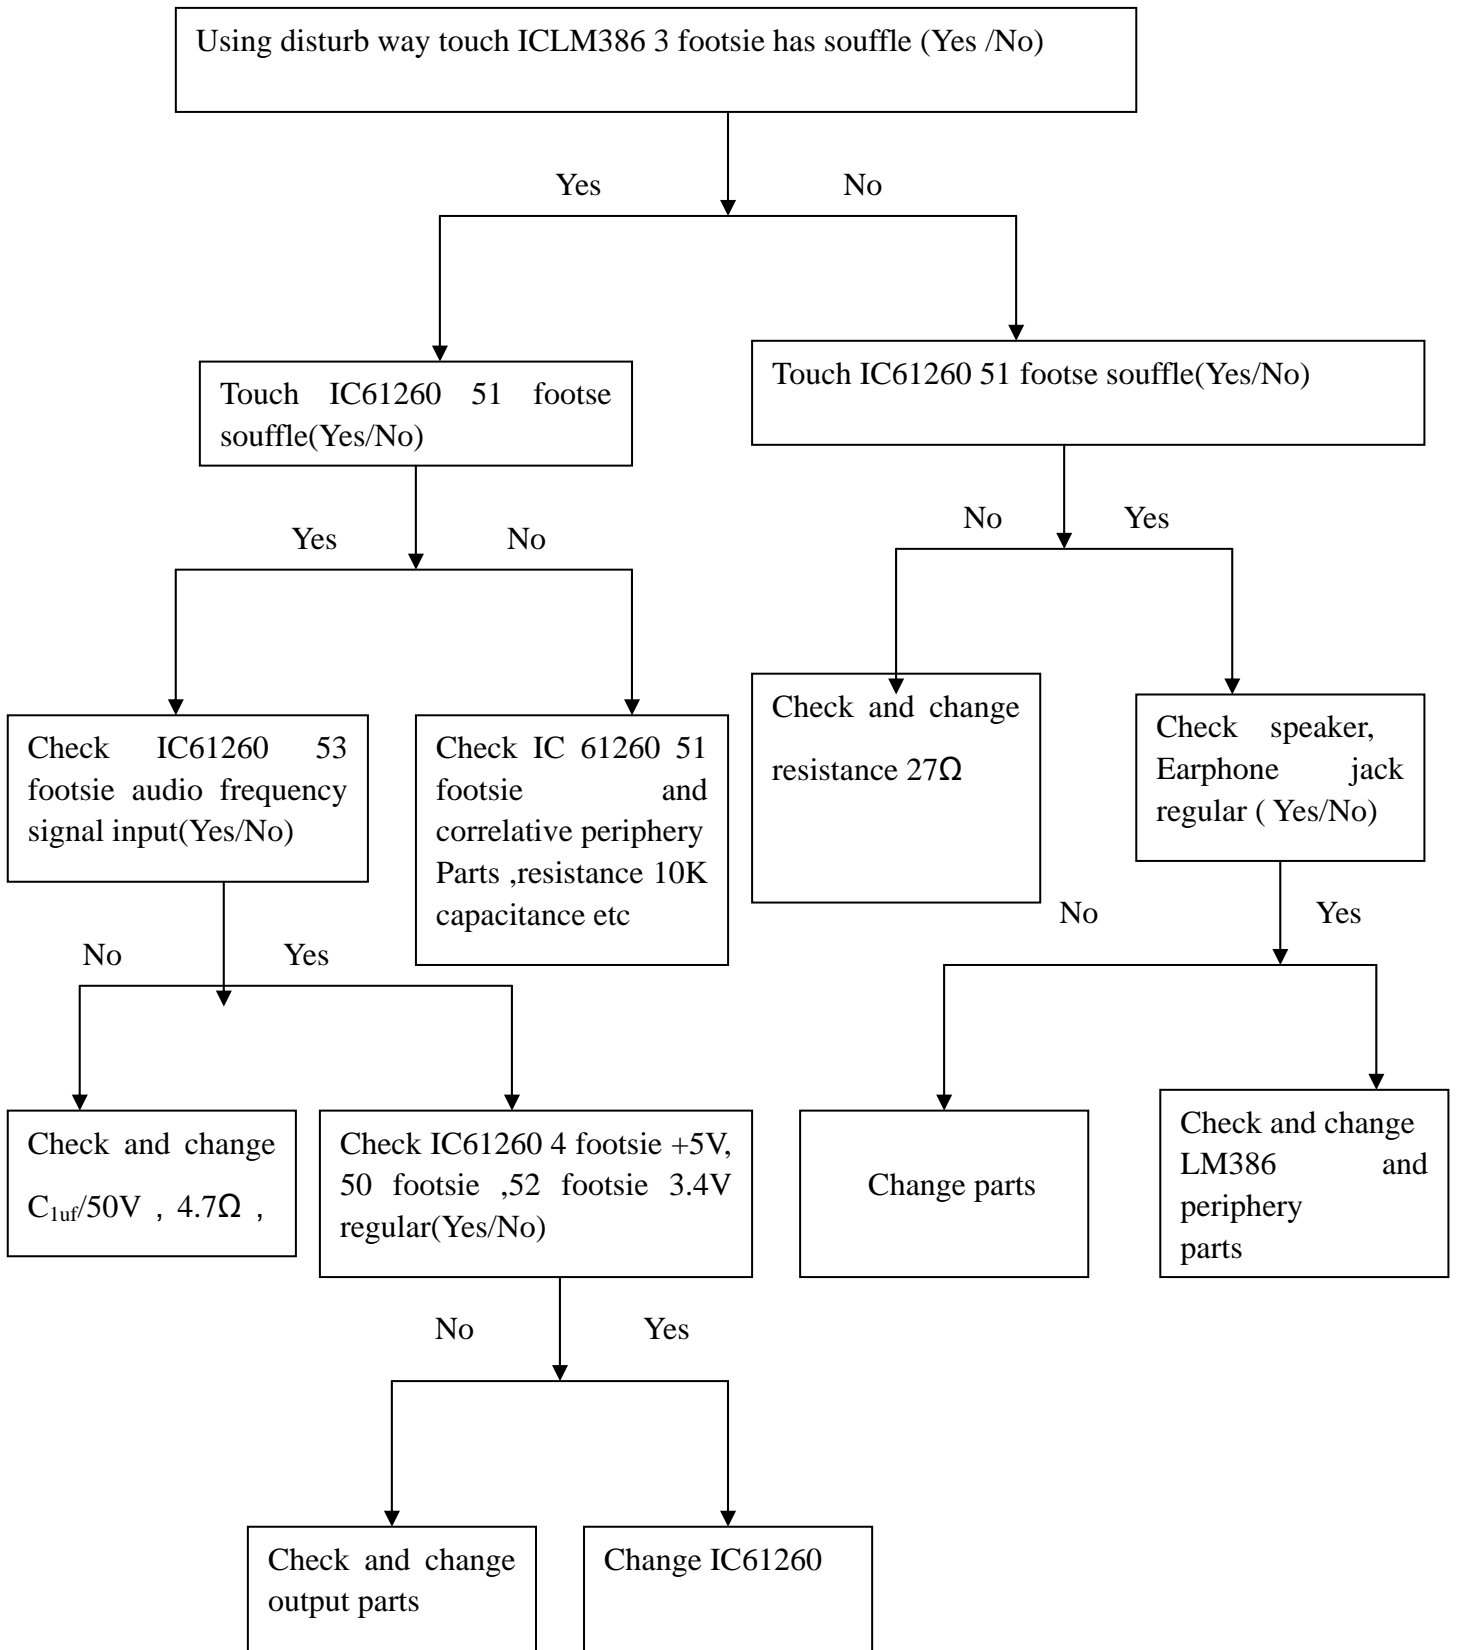 Using disturb way touch ICLM386 3 footsie has souffle (Yes /No)
Yes
No
Touch IC61260 51 footse
souffle(Yes/No)
Touch IC61260 51 footse souffle(Yes/No)
Yes
No
No
Yes
Check IC61260 53
footsie audio frequency
signal input(Yes/No)
Check IC 61260 51
footsie and
correlative periphery
Parts ,resistance 10K
capacitance etc
Check and change
resistance 27Ω
Check speaker,
Earphone jack
regular ( Yes/No)
No
Yes
No
Yes
Check and change
C1uf/50V , 4.7Ω ,
Check IC61260 4 footsie +5V,
50 footsie ,52 footsie 3.4V
regular(Yes/No)
Change parts
Check and change
LM386 and
periphery
parts
No
Yes
Check and change
output parts
Change IC61260